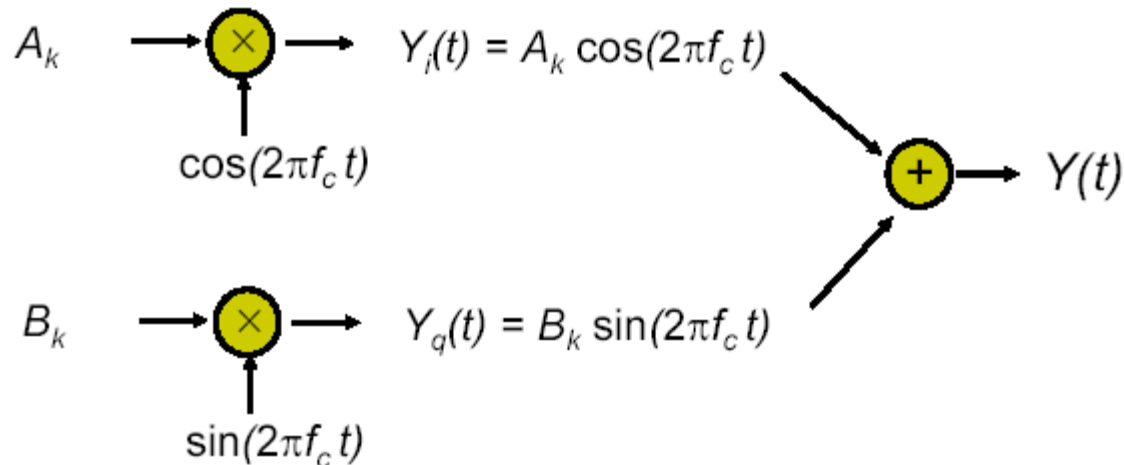 A_k × Y_i(t) = A_k cos(2πf_c t)
cos(2πf_c t)
+ Y(t)
B_k × Y_q(t) = B_k sin(2πf_c t)
sin(2πf_c t)